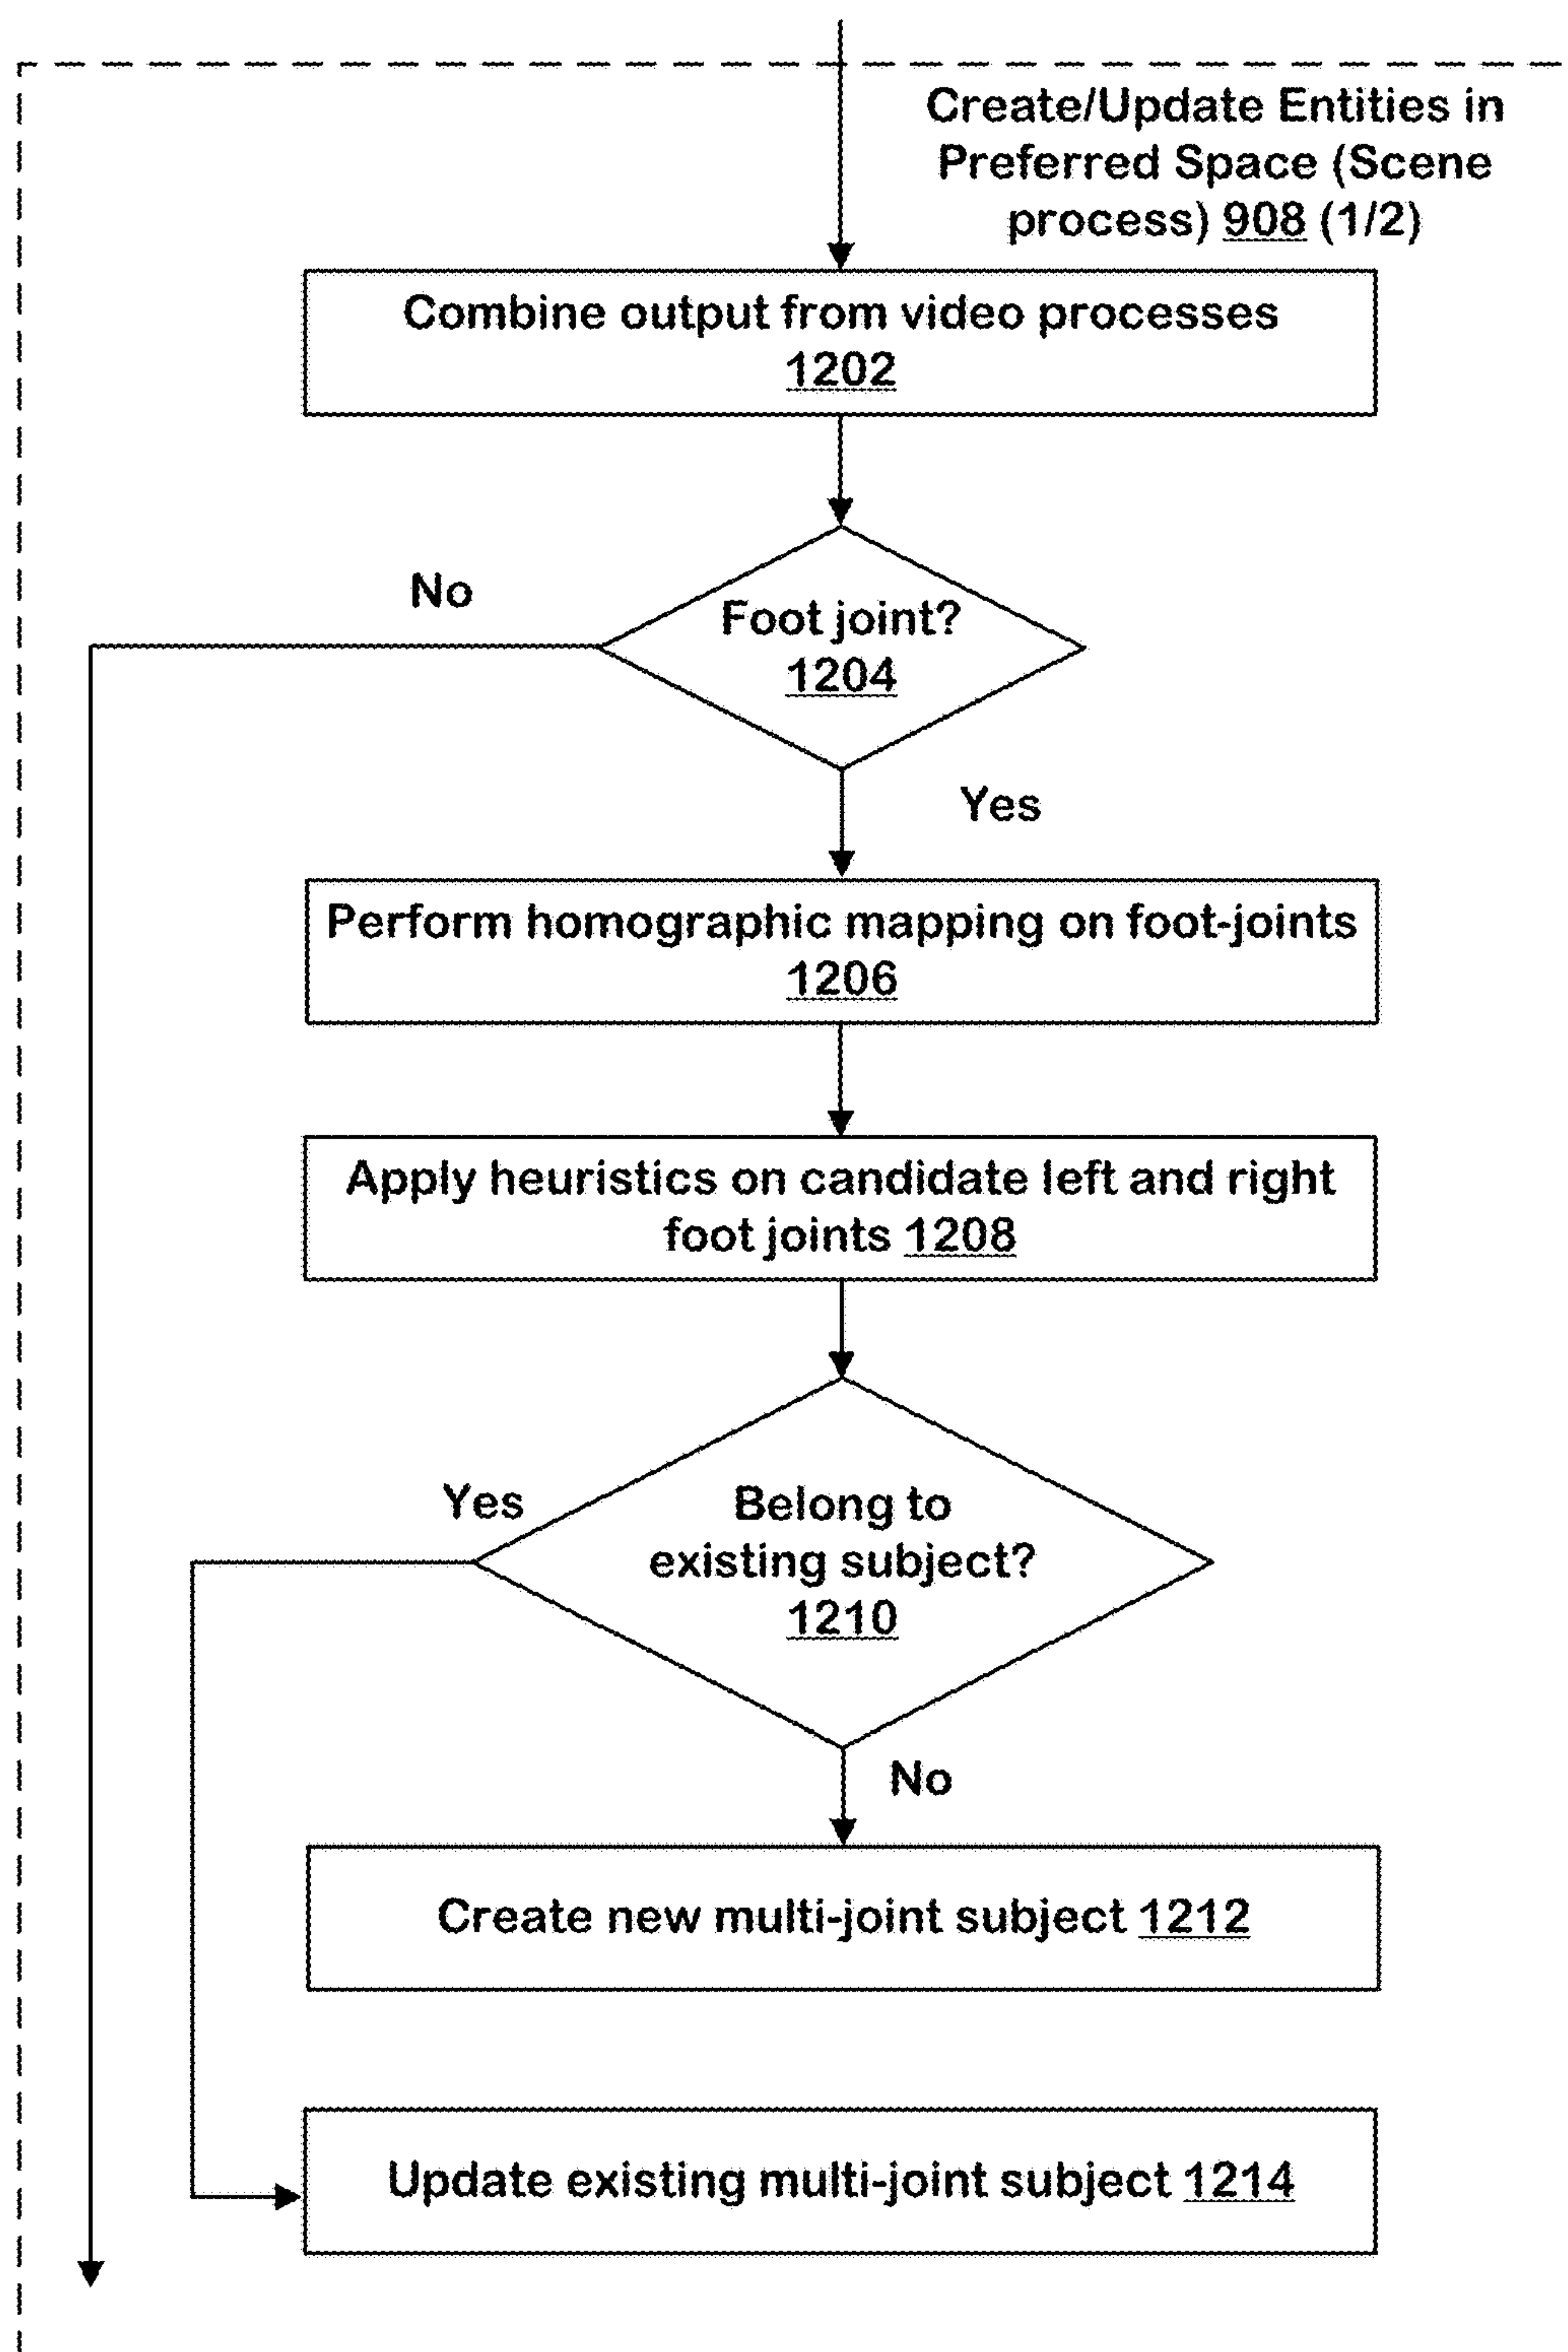 Create/Update Entities in
Preferred Space (Scene
process) 908 (1/2)
Combine output from video processes
1202
No
Foot joint?
1204
Yes
Perform homographic mapping on foot-joints
1206
Apply heuristics on candidate left and right
foot joints 1208
Yes
Belong to
existing subject?
1210
No
Create new multi-joint subject 1212
Update existing multi-joint subject 1214